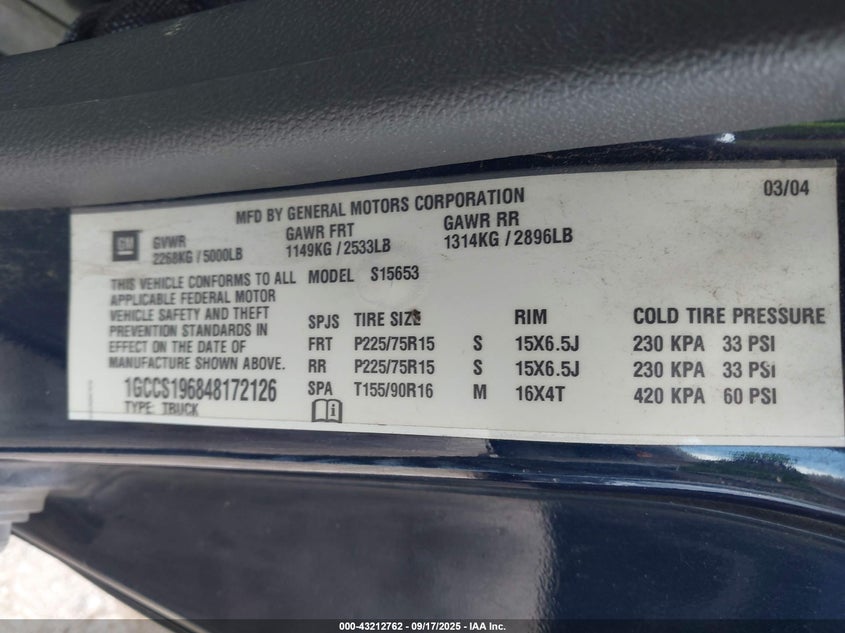 MFD BY GENERAL MOTORS CORPORATION 03/04
GM
GVWR GAWR FRT GAWR RR
2268KG / 5000LB 1149KG / 2533LB 1314KG / 2896LB
THIS VEHICLE CONFORMS TO ALL
APPLICABLE FEDERAL MOTOR
VEHICLE SAFETY AND THEFT
PREVENTION STANDARDS IN
EFFECT ON THE DATE OF
MANUFACTURE SHOWN ABOVE.
1GCCS196848172126
TYPE: TRUCK
MODEL S15653
SPJS TIRE SIZE RIM COLD TIRE PRESSURE
FRT P225/75R15 S 15X6.5J 230 KPA 33 PSI
RR P225/75R15 S 15X6.5J 230 KPA 33 PSI
SPA T155/90R16 M 16X4T 420 KPA 60 PSI
000-43212762 - 09/17/2025 - IAA Inc.